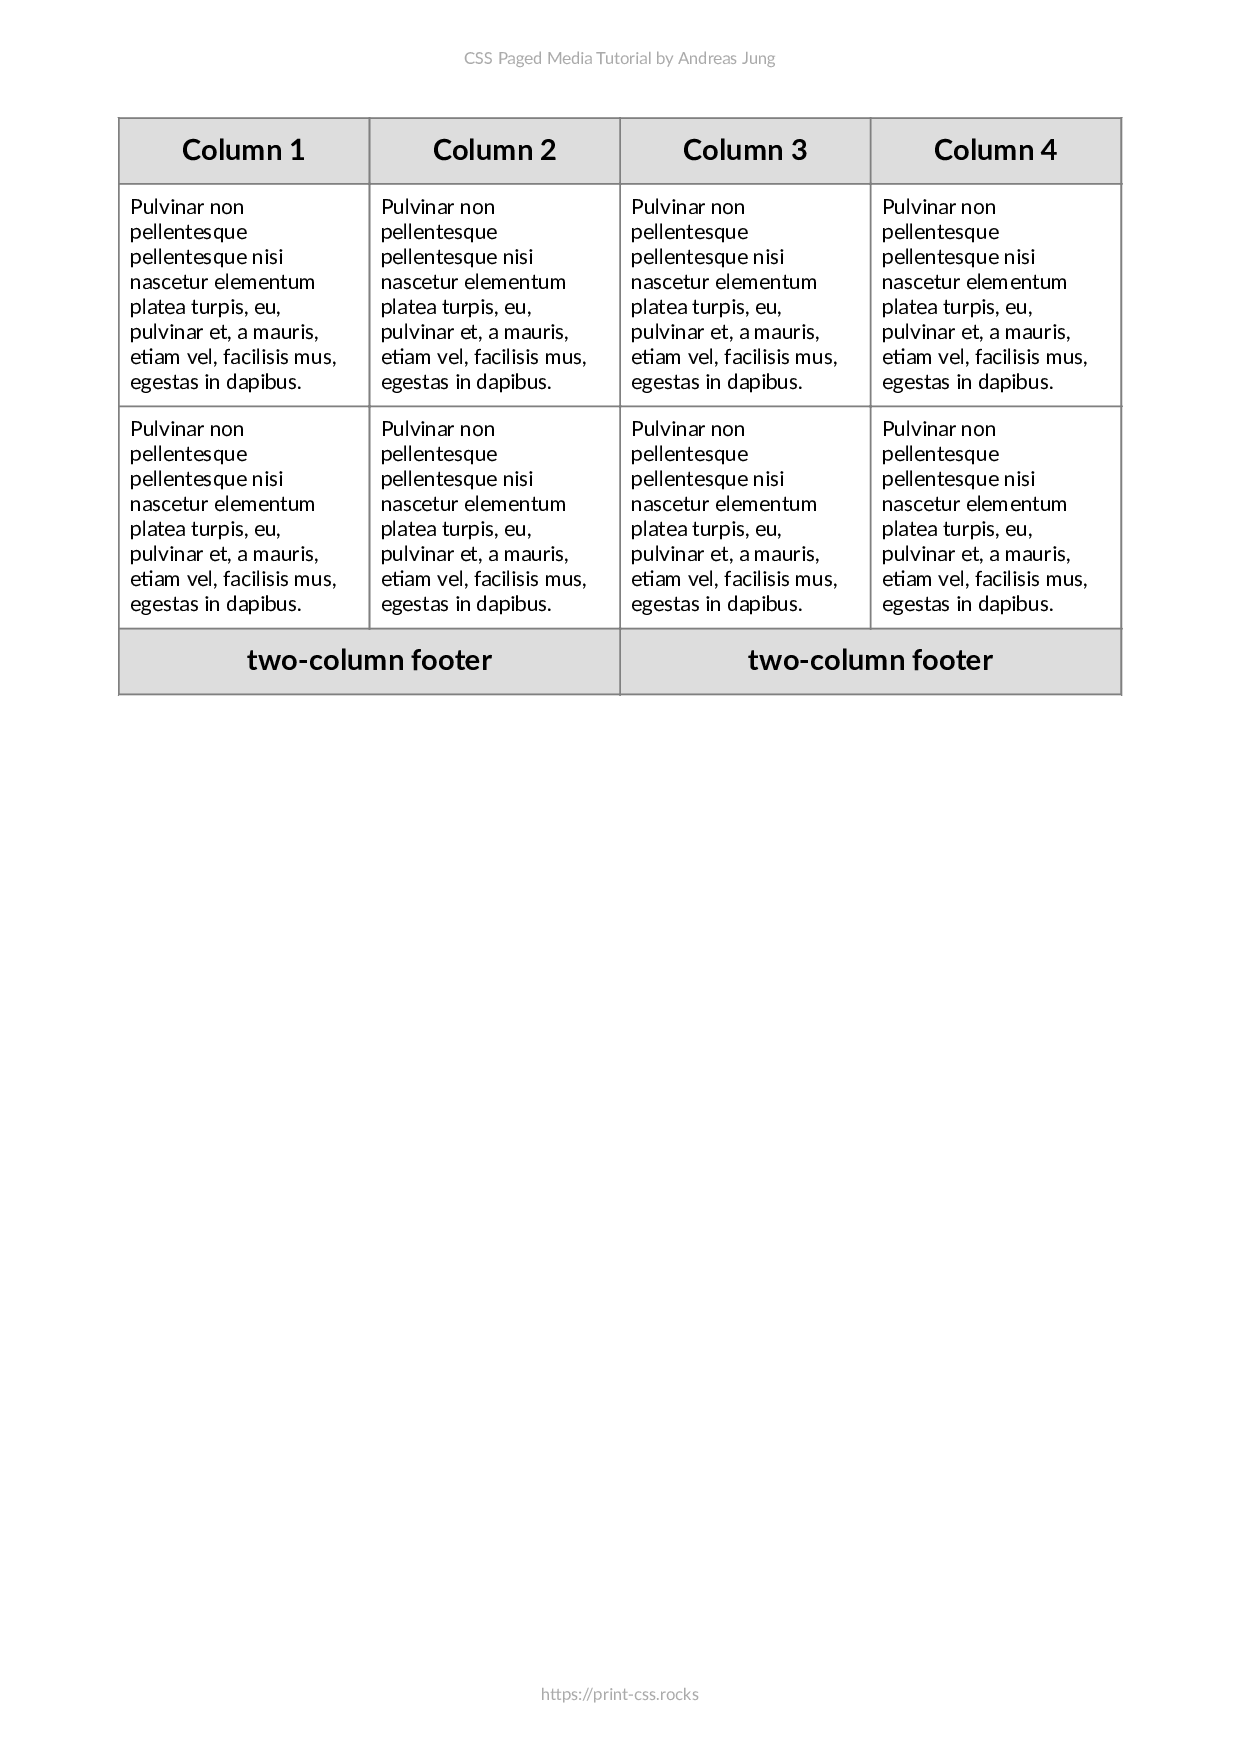 CSS Paged Media Tutorial by Andreas Jung
Column 1 Column 2 Column 3 Column 4
Pulvinar non
pellentesque
pellentesque nisi
nascetur elementum
platea turpis, eu,
pulvinar et, a mauris,
etiam vel, facilisis mus,
egestas in dapibus.
Pulvinar non
pellentesque
pellentesque nisi
nascetur elementum
platea turpis, eu,
pulvinar et, a mauris,
etiam vel, facilisis mus,
egestas in dapibus.
Pulvinar non
pellentesque
pellentesque nisi
nascetur elementum
platea turpis, eu,
pulvinar et, a mauris,
etiam vel, facilisis mus,
egestas in dapibus.
Pulvinar non
pellentesque
pellentesque nisi
nascetur elementum
platea turpis, eu,
pulvinar et, a mauris,
etiam vel, facilisis mus,
egestas in dapibus.
Pulvinar non
pellentesque
pellentesque nisi
nascetur elementum
platea turpis, eu,
pulvinar et, a mauris,
etiam vel, facilisis mus,
egestas in dapibus.
Pulvinar non
pellentesque
pellentesque nisi
nascetur elementum
platea turpis, eu,
pulvinar et, a mauris,
etiam vel, facilisis mus,
egestas in dapibus.
Pulvinar non
pellentesque
pellentesque nisi
nascetur elementum
platea turpis, eu,
pulvinar et, a mauris,
etiam vel, facilisis mus,
egestas in dapibus.
Pulvinar non
pellentesque
pellentesque nisi
nascetur elementum
platea turpis, eu,
pulvinar et, a mauris,
etiam vel, facilisis mus,
egestas in dapibus.
two-column footer two-column footer
https://print-css.rocks